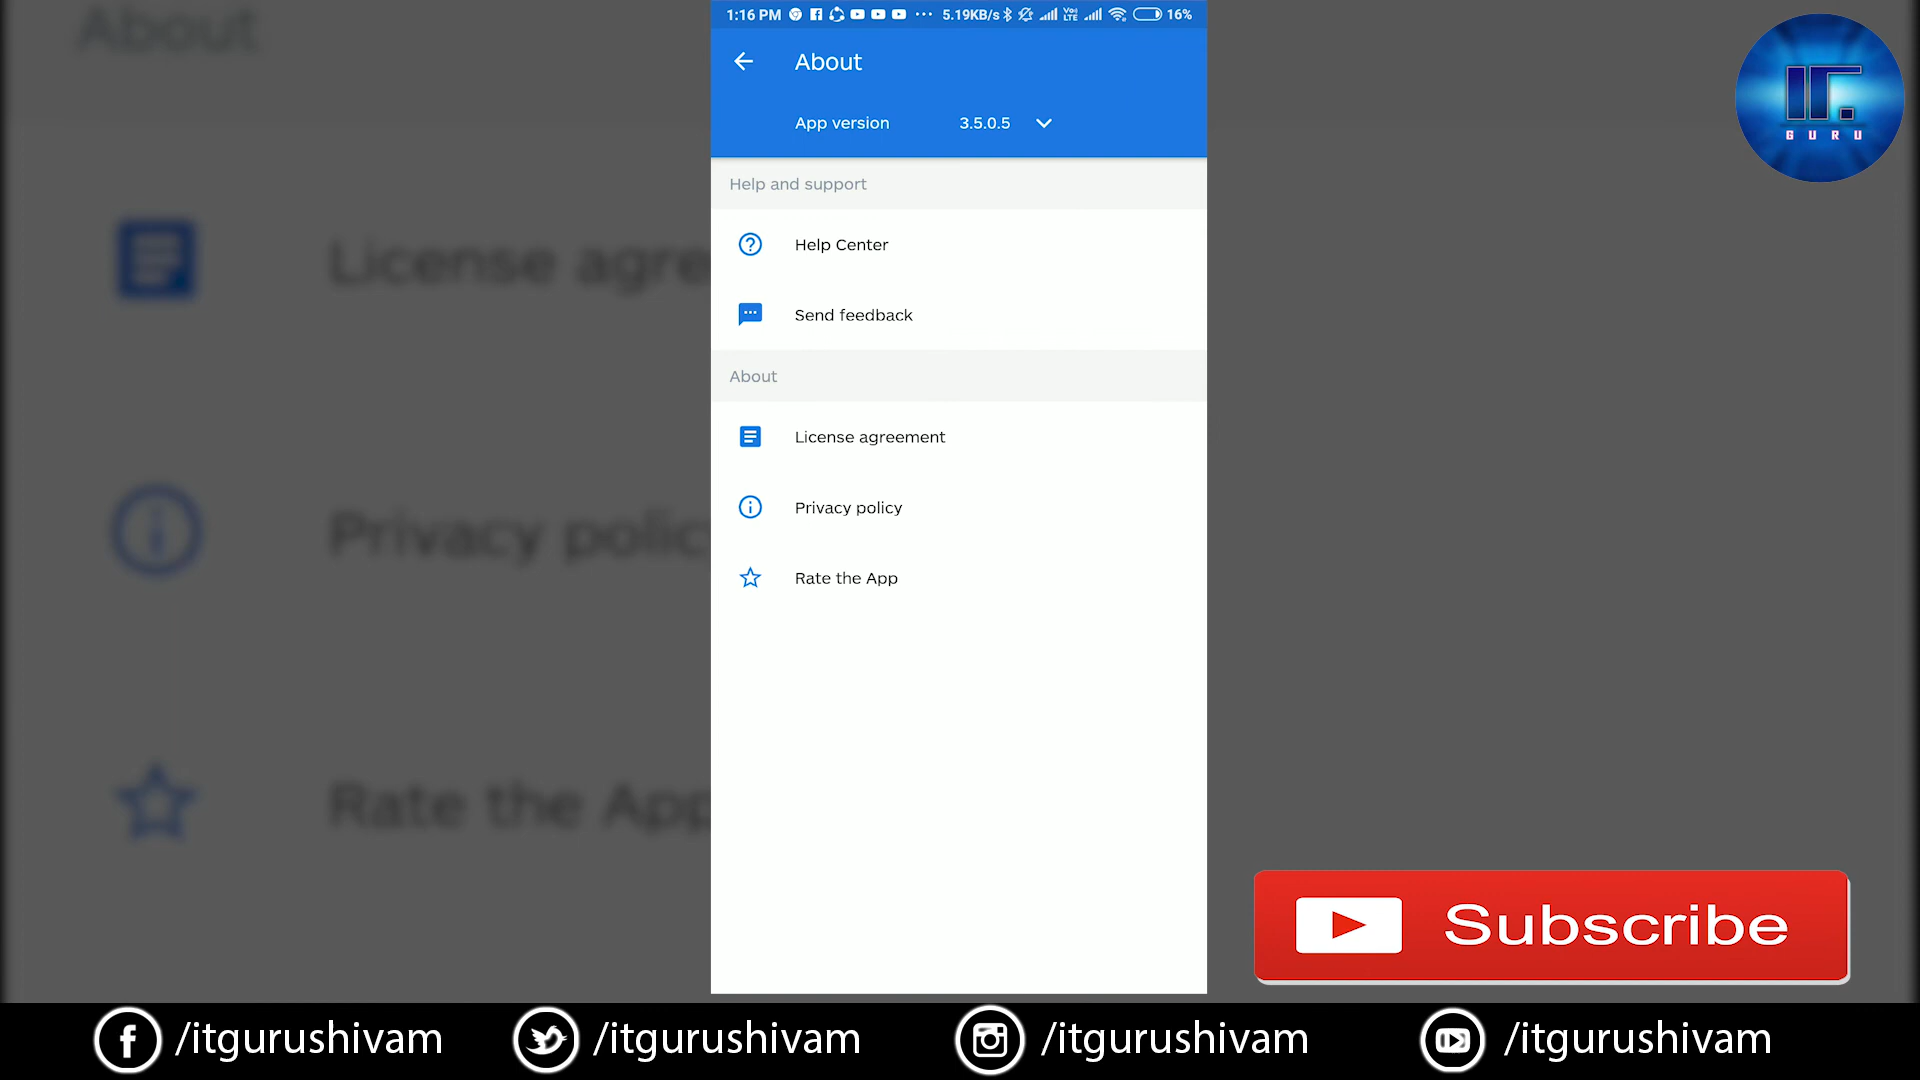 1:16 PM ... 5.19KB/s VoLTE 16%
About
App version 3.5.0.5
Help and support
Help Center
Send feedback
About
License agreement
Privacy policy
Rate the App
About
License agre
Privacy polic
Rate the App
IT.
GURU
Subscribe
/itgurushivam /itgurushivam /itgurushivam /itgurushivam